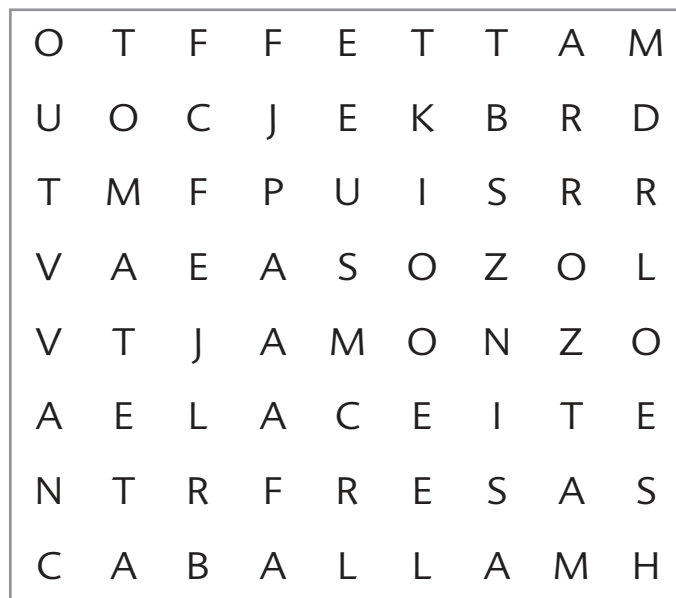 O T F F E T T A M
U O C J E K B R D
T M F P U I S R R
V A E A S O Z O L
V T J A M O N Z O
A E L A C E I T E
N T R F R E S A S
C A B A L L A M H